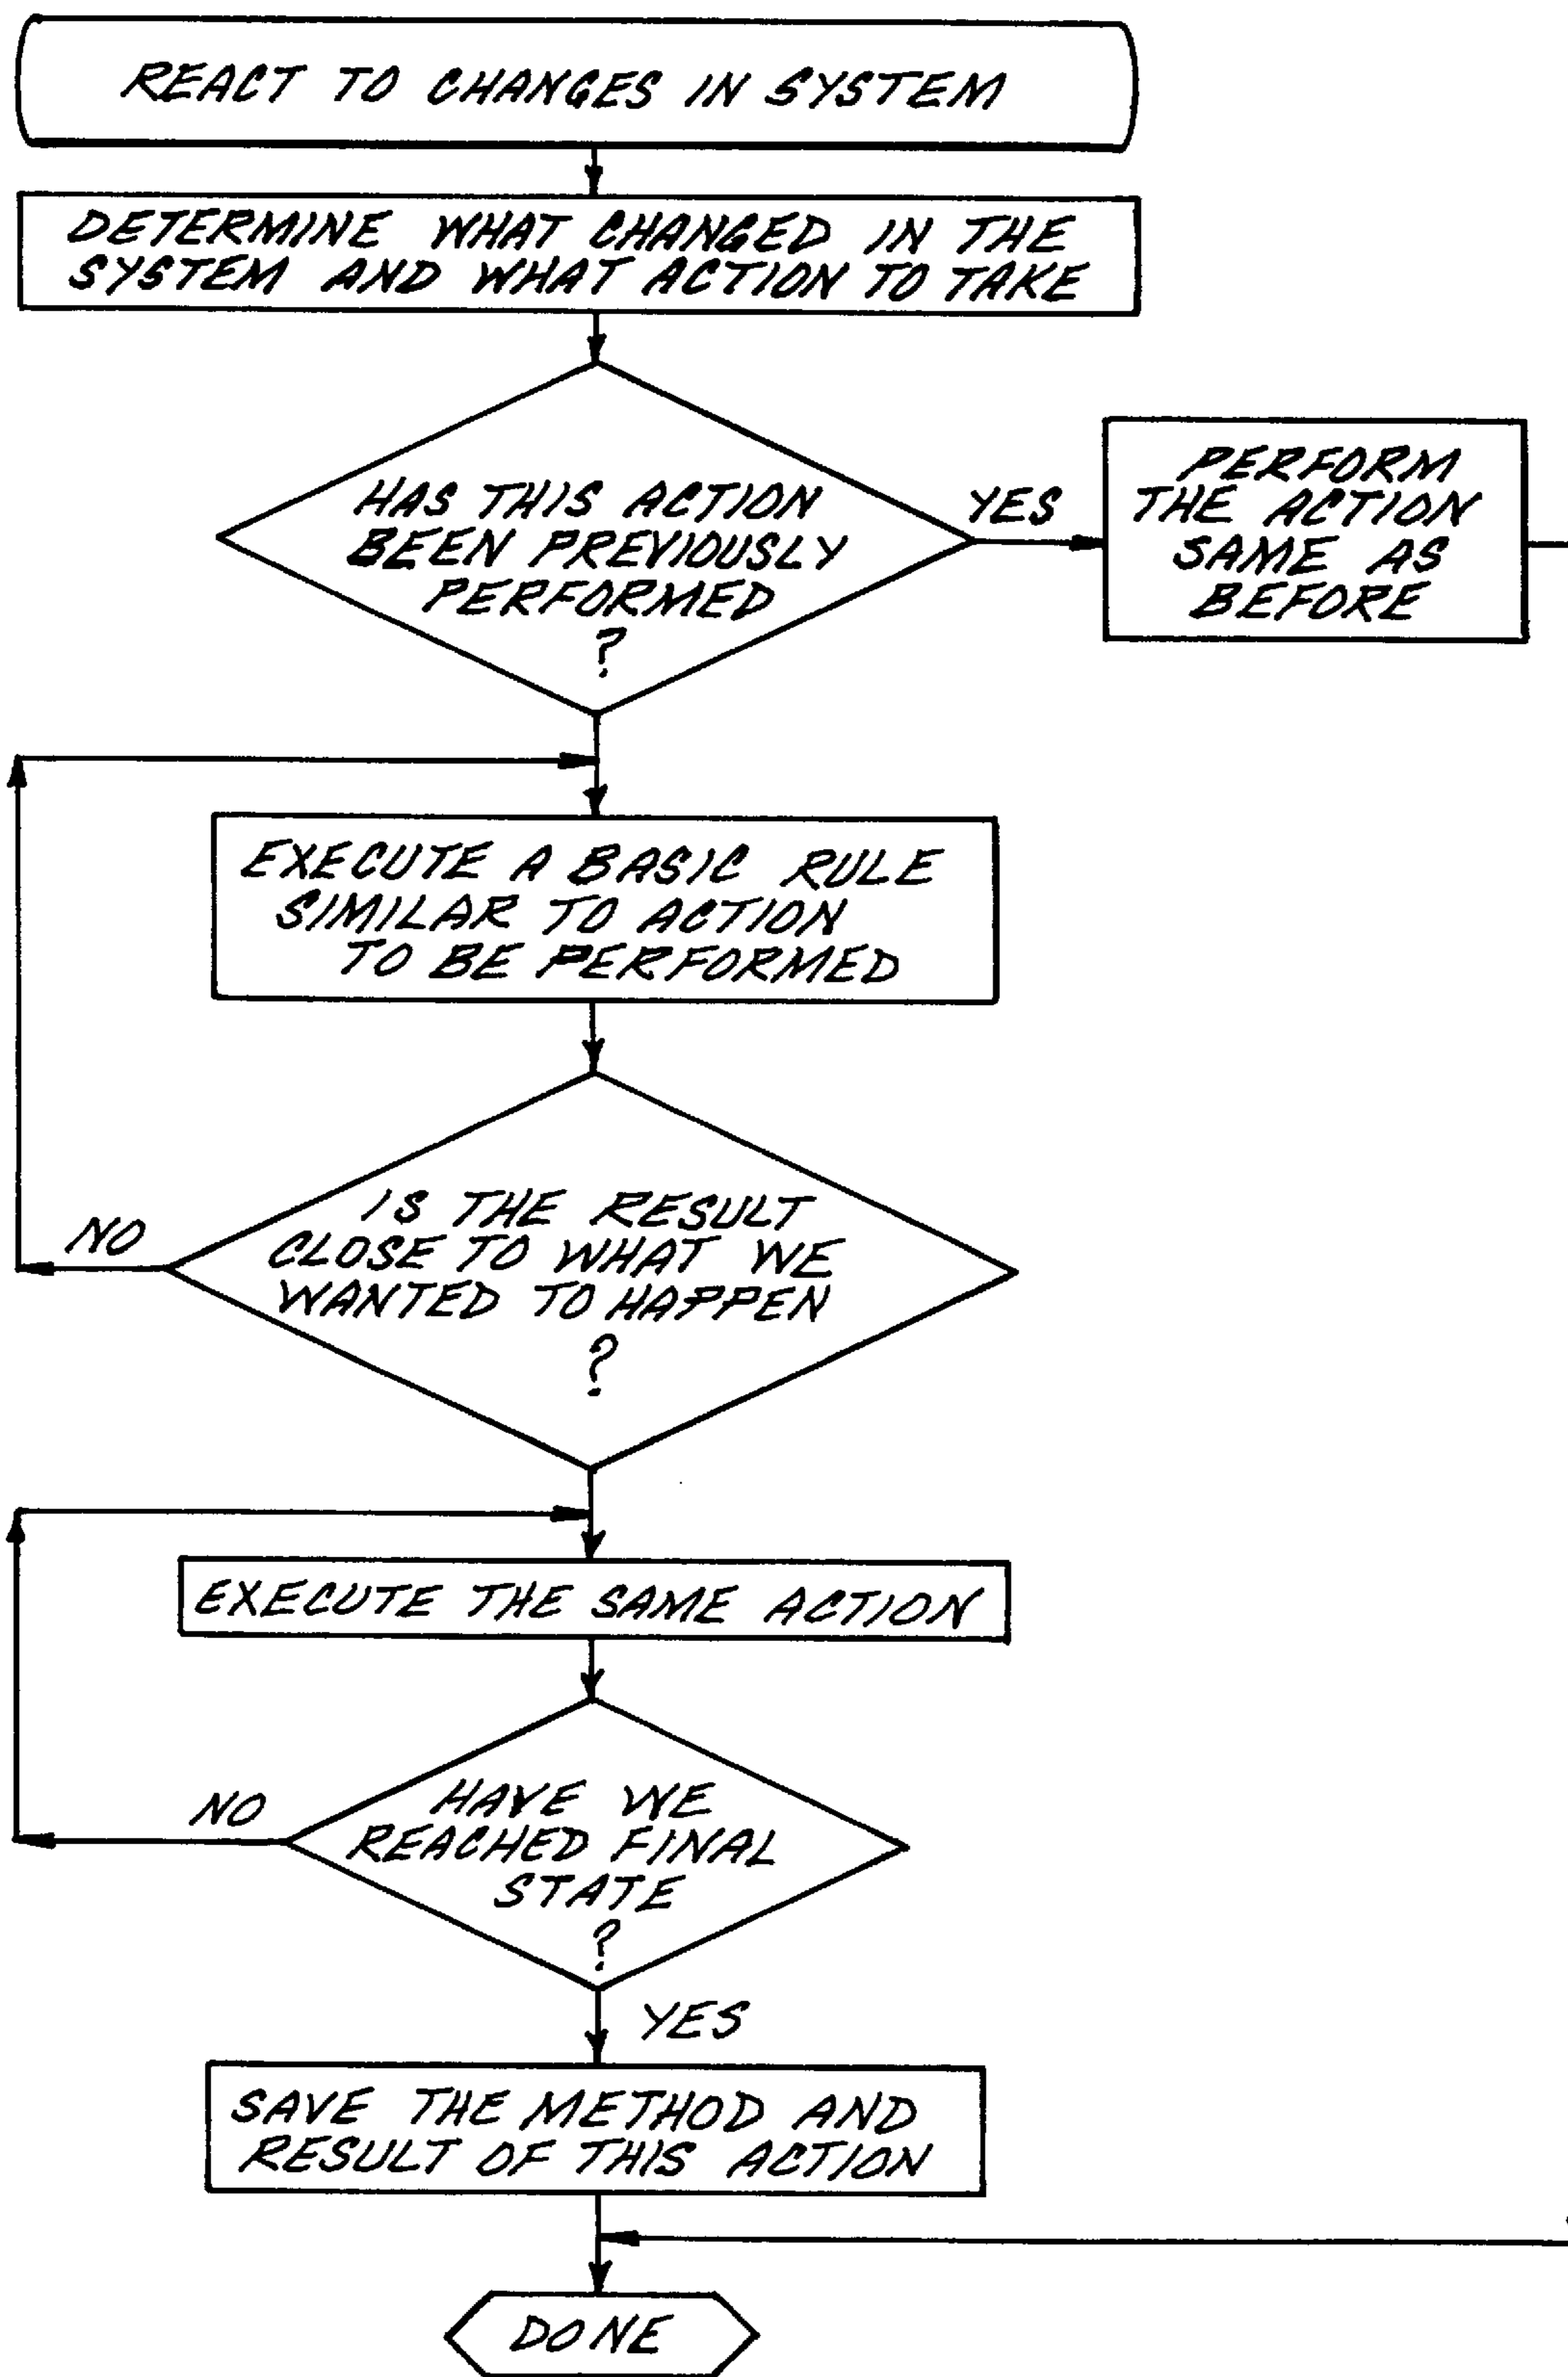 REACT TO CHANGES IN SYSTEM
DETERMINE WHAT CHANGED IN THE
SYSTEM AND WHAT ACTION TO TAKE
HAS THIS ACTION
BEEN PREVIOUSLY
PERFORMED
?
YES
PERFORM
THE ACTION
SAME AS
BEFORE
EXECUTE A BASIC RULE
SIMILAR TO ACTION
TO BE PERFORMED
IS THE RESULT
CLOSE TO WHAT WE
WANTED TO HAPPEN
?
NO
EXECUTE THE SAME ACTION
HAVE WE
REACHED FINAL
STATE
?
NO
YES
SAVE THE METHOD AND
RESULT OF THIS ACTION
DONE